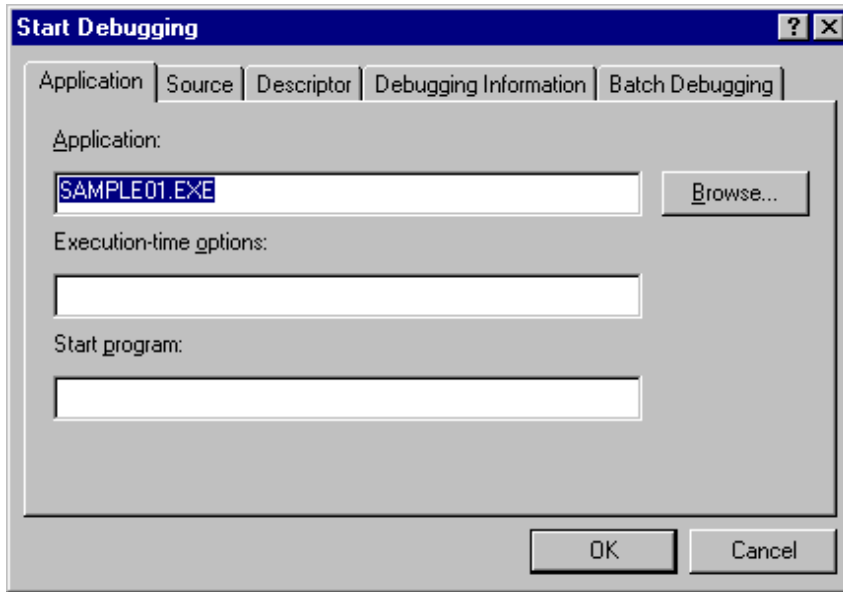 Start Debugging
Application Source Descriptor Debugging Information Batch Debugging
Application:
SAMPLE01.EXE Browse...
Execution-time options:
Start program:
OK Cancel